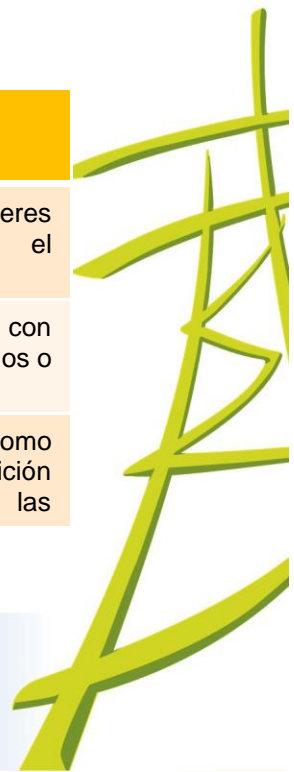 eres
el
con
os o
omo
ición
las